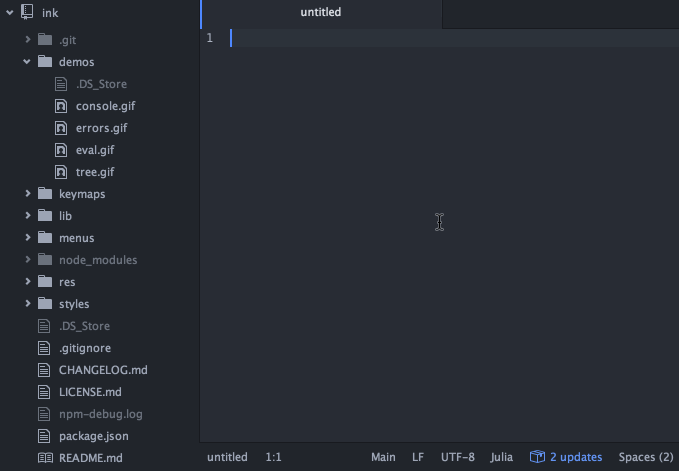 ink
.git
demos
.DS_Store
console.gif
errors.gif
eval.gif
tree.gif
keymaps
lib
menus
node_modules
res
styles
.DS_Store
.gitignore
CHANGELOG.md
LICENSE.md
npm-debug.log
package.json
README.md
untitled
1
untitled 1:1 Main LF UTF-8 Julia 2 updates Spaces (2)